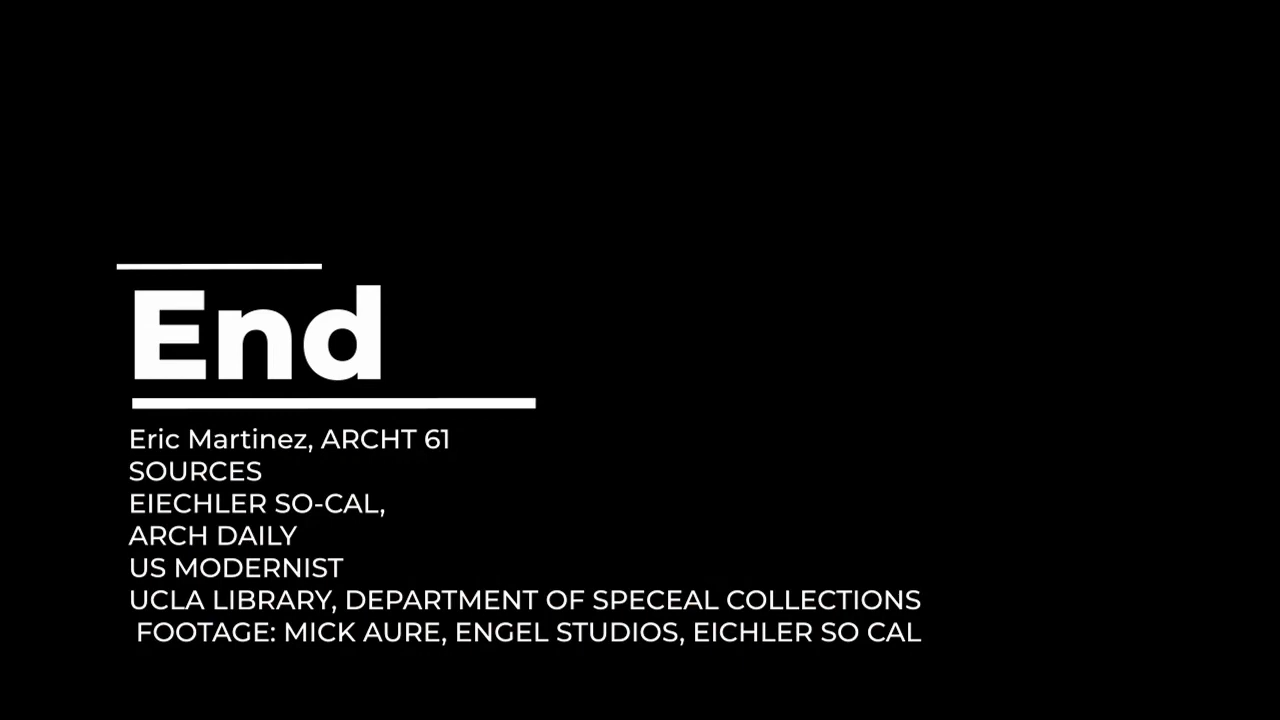 End
Eric Martinez, ARCHT 61
SOURCES
EIECHLER SO-CAL,
ARCH DAILY
US MODERNIST
UCLA LIBRARY, DEPARTMENT OF SPECEAL COLLECTIONS
FOOTAGE: MICK AURE, ENGEL STUDIOS, EICHLER SO CAL